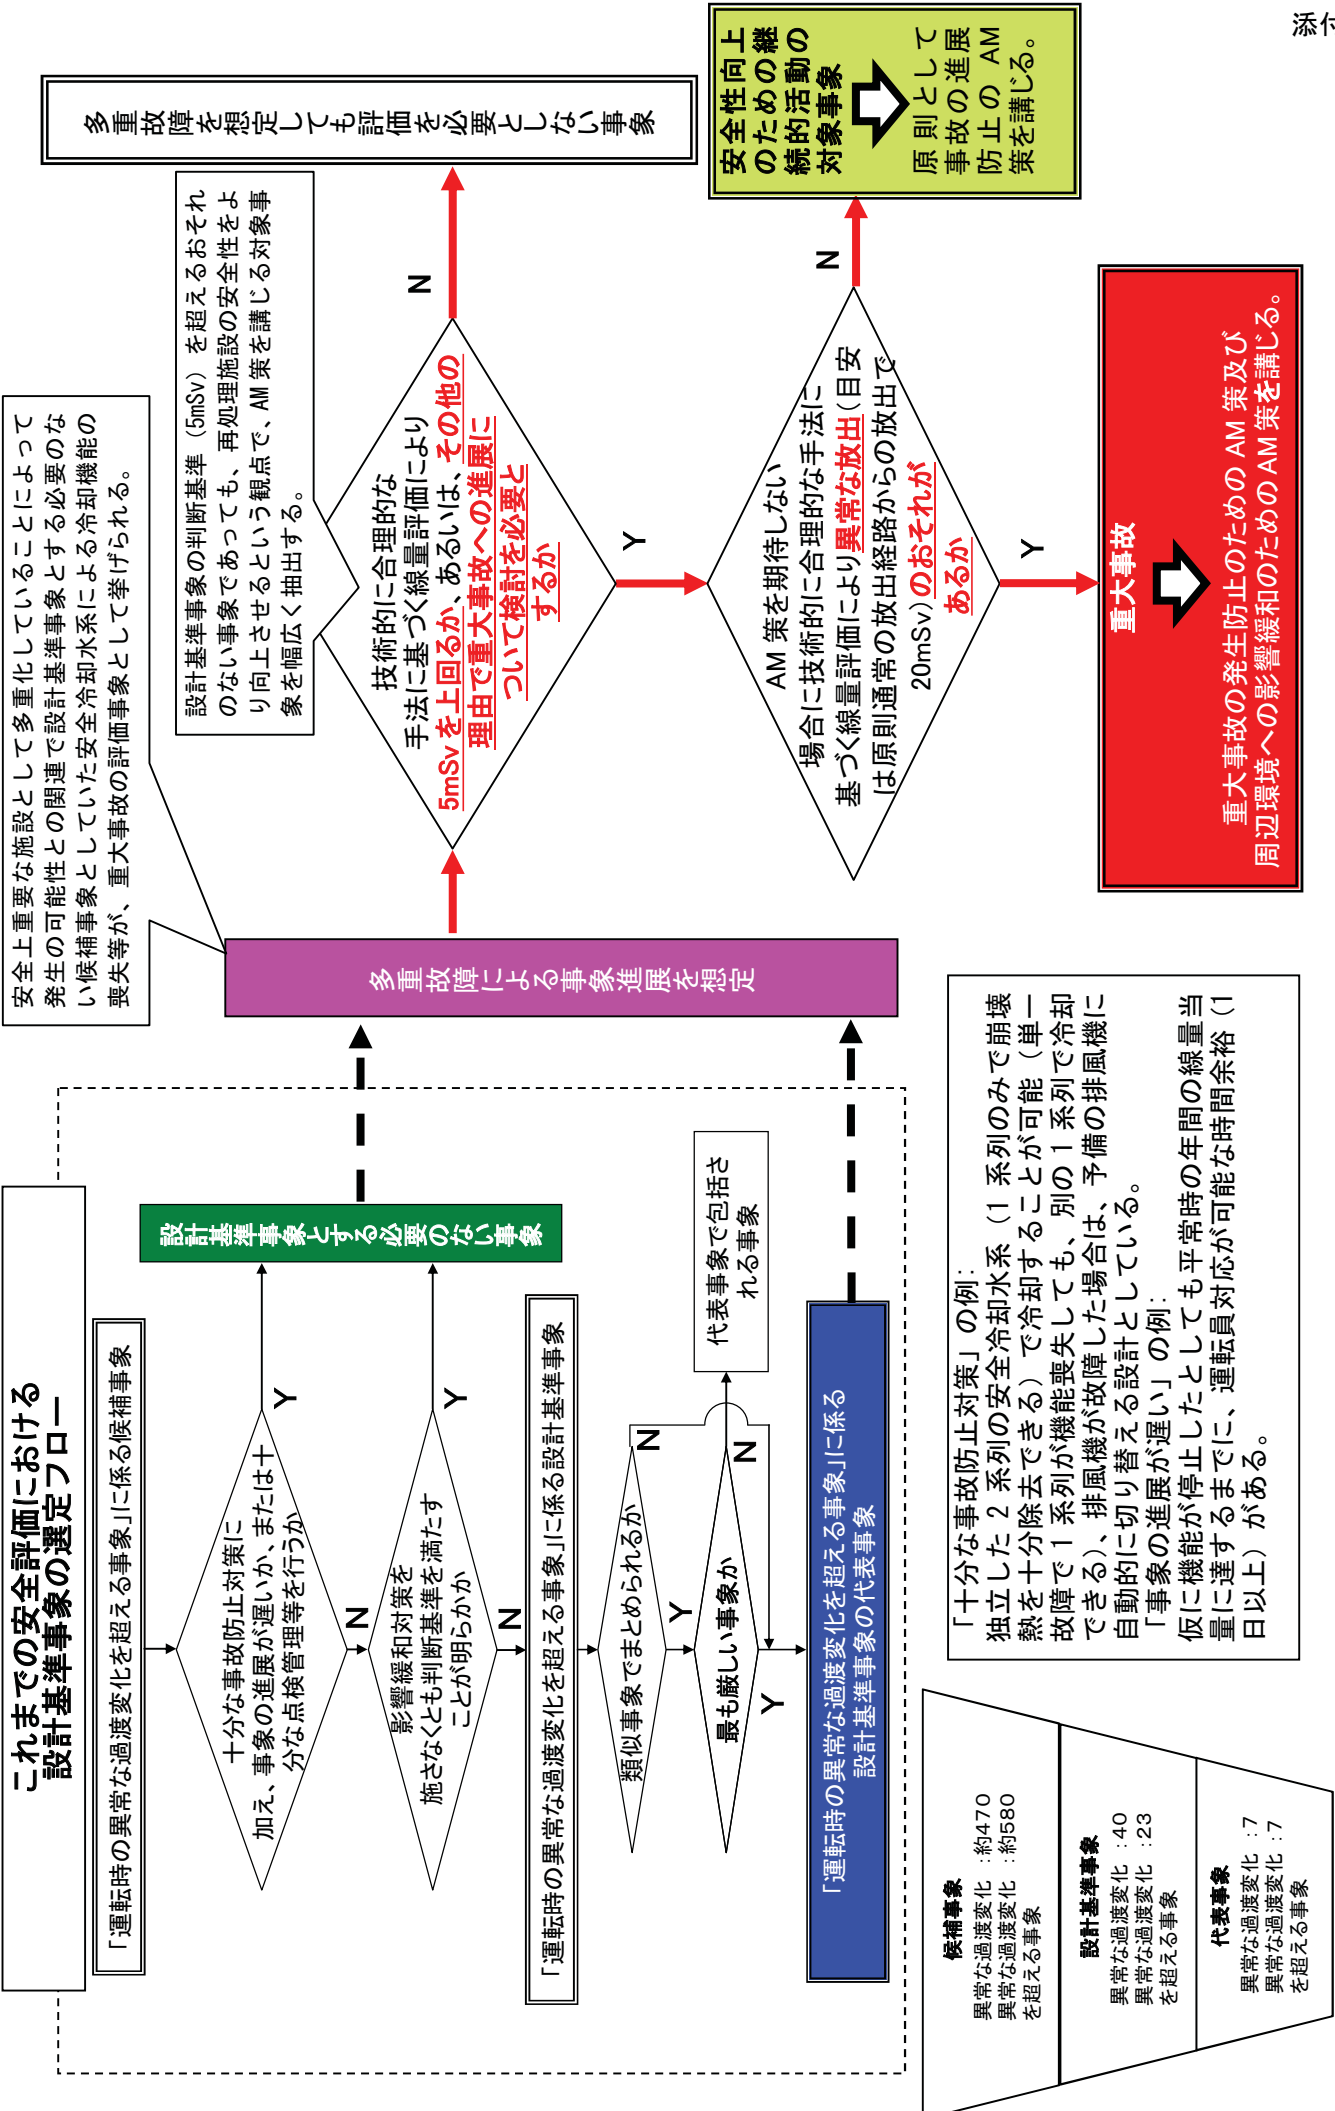 添付
これまでの安全評価における
設計基準事象の選定フロー
「運転時の異常な過渡変化を超える事象」に係る候補事象
十分な事故防止対策に
加え、事象の進展が遅いか、または十
分な点検管理等を行うか
Y
N
影響緩和対策を
施さなくとも判断基準を満たす
ことが明らかか
Y
N
設計基準事象とする必要のない事象
「運転時の異常な過渡変化を超える事象」に係る設計基準事象
類似事象でまとめられるか
N
Y
最も厳しい事象か
N
Y
代表事象で包括さ
れる事象
「運転時の異常な過渡変化を超える事象」に係る
設計基準事象の代表事象
候補事象
異常な過渡変化 :約470
異常な過渡変化 :約580
を超える事象
設計基準事象
異常な過渡変化 :40
異常な過渡変化 :23
を超える事象
代表事象
異常な過渡変化 :7
異常な過渡変化 :7
を超える事象
安全上重要な施設として多重化していることによって
発生の可能性との関連で設計基準事象とする必要のな
い候補事象としていた安全冷却水系による冷却機能の
喪失等が、重大事故の評価事象として挙げられる。
多重故障による事象進展を想定
設計基準事象の判断基準（5mSv）を超えるおそれ
のない事象であっても、再処理施設の安全性をよ
り向上させるという観点で、AM策を講じる対象事
象を幅広く抽出する。
技術的に合理的な
手法に基づく線量評価により
5mSvを上回るか、あるいは、その他の
理由で重大事故への進展に
ついて検討を必要と
するか
N
Y
多重故障を想定しても評価を必要としない事象
AM 策を期待しない
場合に技術的に合理的な手法に
基づく線量評価により異常な放出（目安
は原則通常の放出経路からの放出で
20mSv）のおそれが
あるか
N
Y
安全性向上
のための継
続的活動の
対象事象
原則として
事故の進展
防止の AM
策を講じる。
重大事故
重大事故の発生防止のための AM 策及び
周辺環境への影響緩和のための AM 策を講じる。
「十分な事故防止対策」の例：
独立した 2 系列の安全冷却水系（1 系列のみで崩壊
熱を十分除去できる）で冷却することが可能（単一
故障で 1 系列が機能喪失しても、別の 1 系列で冷却
できる）、排風機が故障した場合は、予備の排風機に
自動的に切り替える設計としている。
「事象の進展が遅い」の例：
仮に機能が停止したとしても平常時の年間の線量当
量に達するまでに、運転員対応が可能な時間余裕（1
日以上）がある。